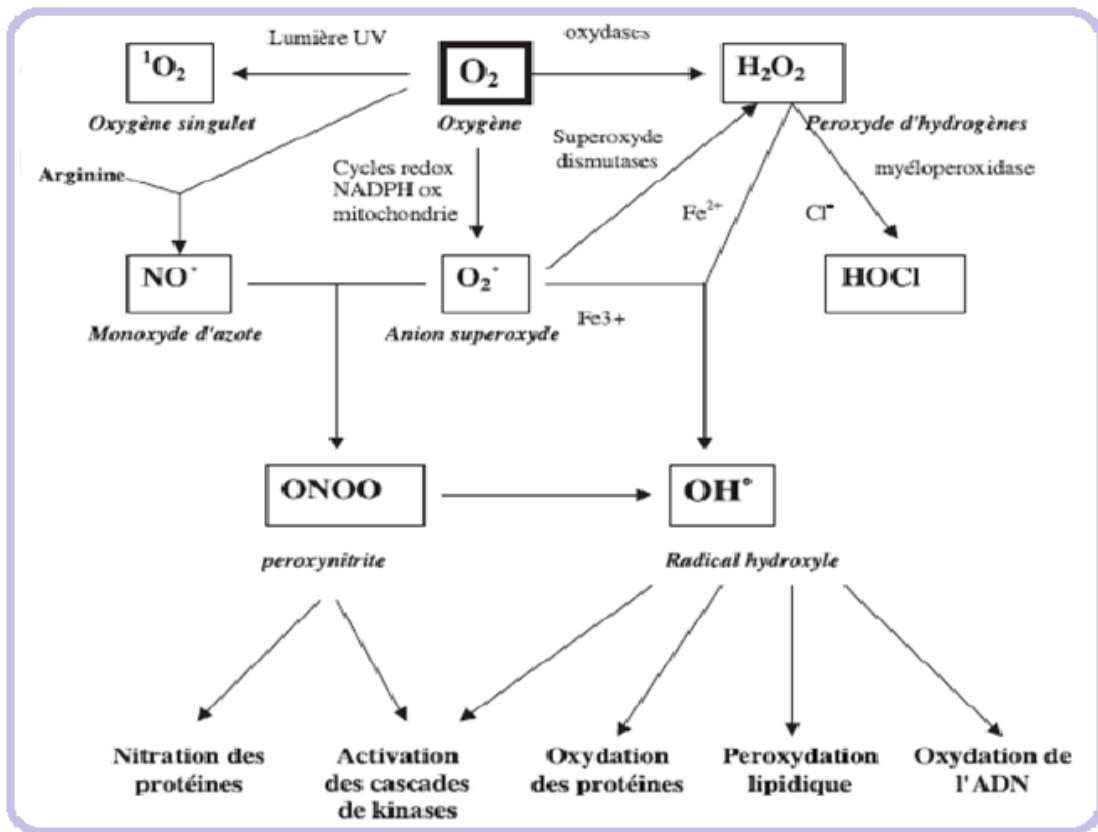 Lumière UV
oxydases
¹O₂
O₂
H₂O₂
Oxygène singulet
Oxygène
Peroxyde d'hydrogènes
Arginine
Cycles redox
NADPH ox
mitochondrie
Superoxyde
dismutases
myéloperoxidase
Fe²⁺
Cl⁻
NO˙
O₂˙
HOCl
Monoxyde d'azote
Anion superoxyde
Fe3+
ONOO
OH°
peroxynitrite
Radical hydroxyle
Nitration des
protéines
Activation
des cascades
de kinases
Oxydation
des protéines
Peroxydation
lipidique
Oxydation de
l'ADN